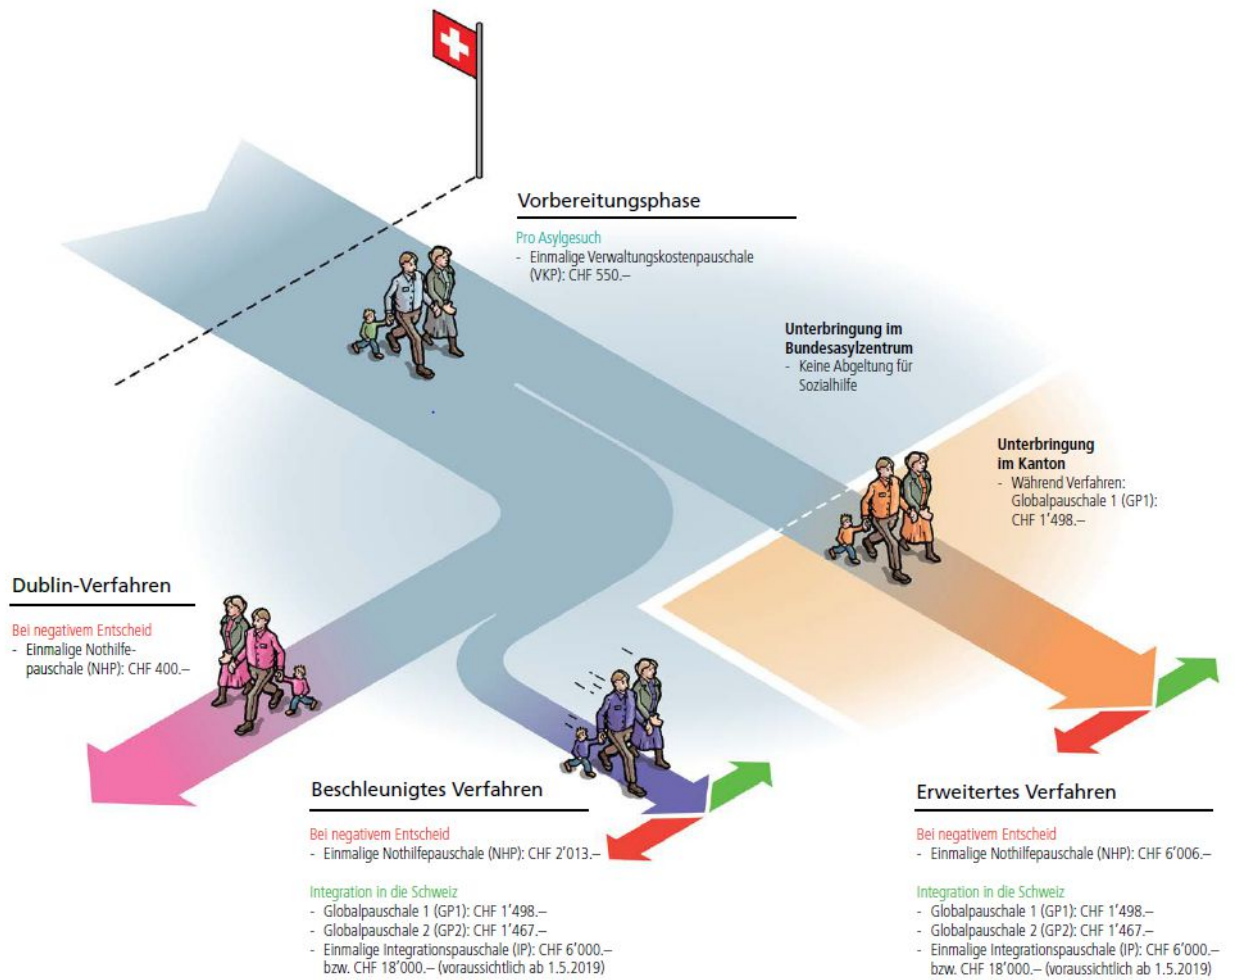 Vorbereitungsphase
Pro Asylgesuch
- Einmalige Verwaltungskostenpauschale
(VKP): CHF 550.–
Unterbringung im
Bundesasylzentrum
- Keine Abgeltung für
Sozialhilfe
Unterbringung
im Kanton
- Während Verfahren:
Globalpauschale 1 (GP1):
CHF 1'498.–
Dublin-Verfahren
Bei negativem Entscheid
- Einmalige Nothilfe-
pauschale (NHP): CHF 400.–
Beschleunigtes Verfahren
Bei negativem Entscheid
- Einmalige Nothilfepauschale (NHP): CHF 2'013.–
Integration in die Schweiz
- Globalpauschale 1 (GP1): CHF 1'498.–
- Globalpauschale 2 (GP2): CHF 1'467.–
- Einmalige Integrationspauschale (IP): CHF 6'000.–
bzw. CHF 18'000.– (voraussichtlich ab 1.5.2019)
Erweitertes Verfahren
Bei negativem Entscheid
- Einmalige Nothilfepauschale (NHP): CHF 6'006.–
Integration in die Schweiz
- Globalpauschale 1 (GP1): CHF 1'498.–
- Globalpauschale 2 (GP2): CHF 1'467.–
- Einmalige Integrationspauschale (IP): CHF 6'000.–
bzw. CHF 18'000.– (voraussichtlich ab 1.5.2019)